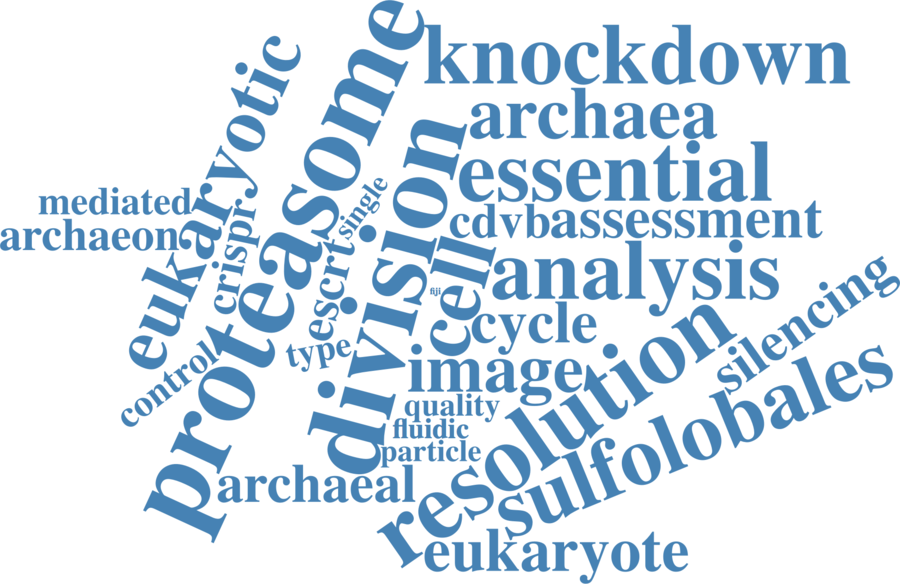 proteasome
knockdown
eukaryotic
archaea
division
essential
mediated
single
cdvb
assessment
archaeon
crispr
escrt
cell
analysis
fiji
silencing
cycle
type
control
image
resolution
sulfolobales
quality
fluidic
particle
archaeal
eukaryote